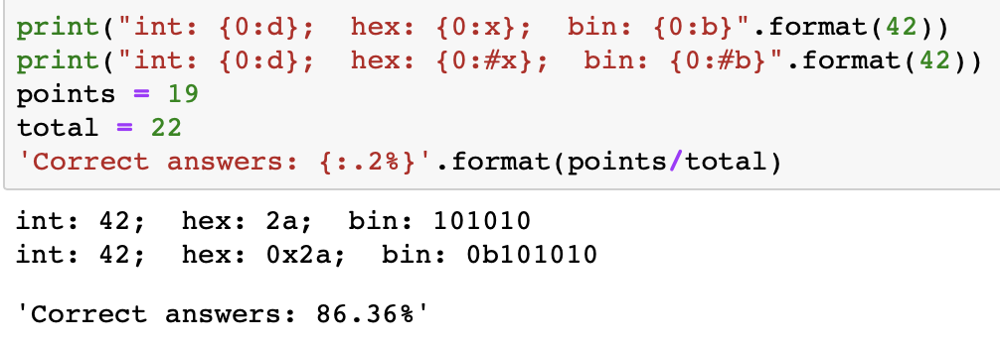 print("int: {0:d};  hex: {0:x};  bin: {0:b}".format(42))
print("int: {0:d};  hex: {0:#x};  bin: {0:#b}".format(42))
points = 19
total = 22
'Correct answers: {:.2%}'.format(points/total)
int: 42;  hex: 2a;  bin: 101010
int: 42;  hex: 0x2a;  bin: 0b101010
'Correct answers: 86.36%'